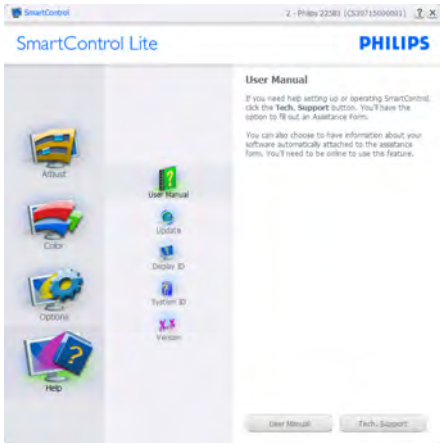 SmartControl
2 - Philips 225B1
? X
SmartControl Lite
PHILIPS
User Manual
If you need help setting up or operating SmartControl,
click the Tech. Support button. You'll have the
option to fill out an Assistance Form.
You can also choose to have information about your
software automatically attached to the assistance
form. You'll need to be online to use this feature.
Adjust
Color
Options
Help
User Manual
Update
Display ID
System ID
Version
User Manual
Tech. Support